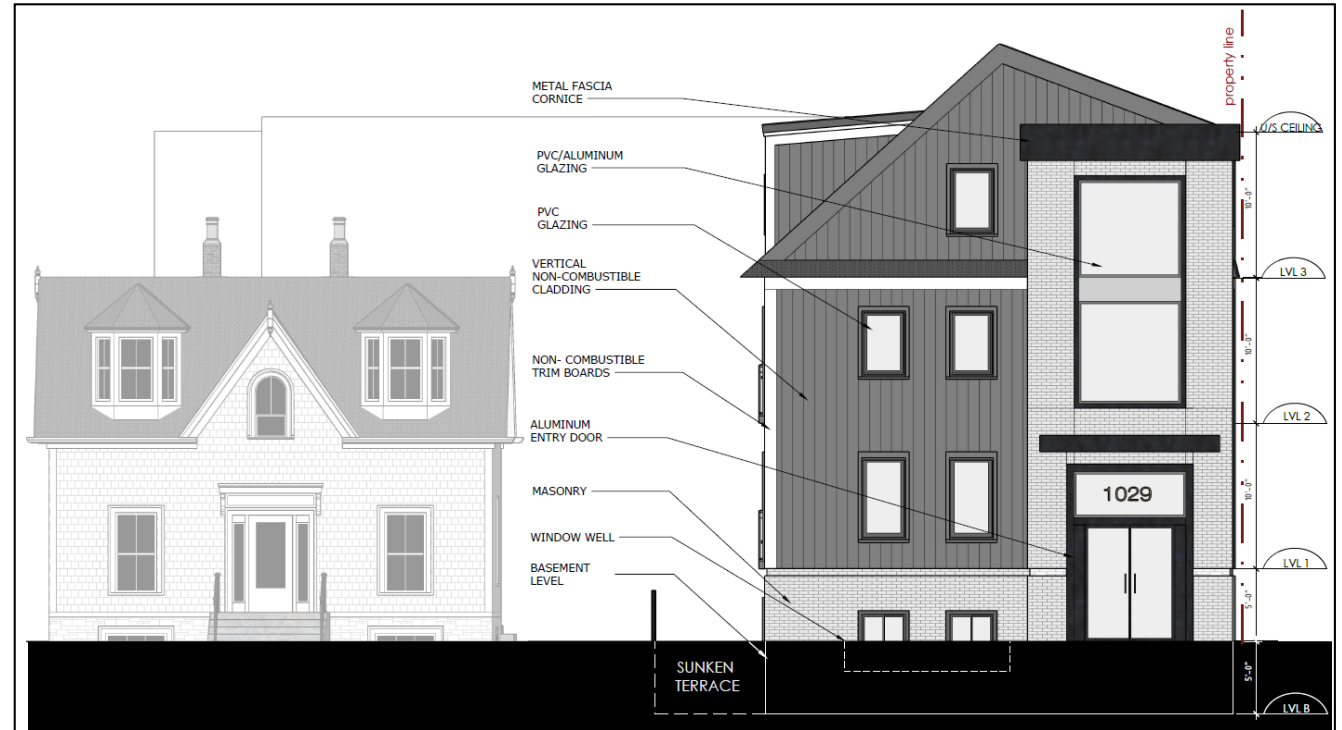 METAL FASCIA
CORNICE
PVC/ALUMINUM
GLAZING
PVC
GLAZING
VERTICAL
NON-COMBUSTIBLE
CLADDING
NON- COMBUSTIBLE
TRIM BOARDS
ALUMINUM
ENTRY DOOR
MASONRY
WINDOW WELL
BASEMENT
LEVEL
SUNKEN
TERRACE
1029
property line
U/S CEILING
10'-0"
LVL 3
10'-0"
LVL 2
10'-0"
LVL 1
5'-0"
5'-0"
LVL B